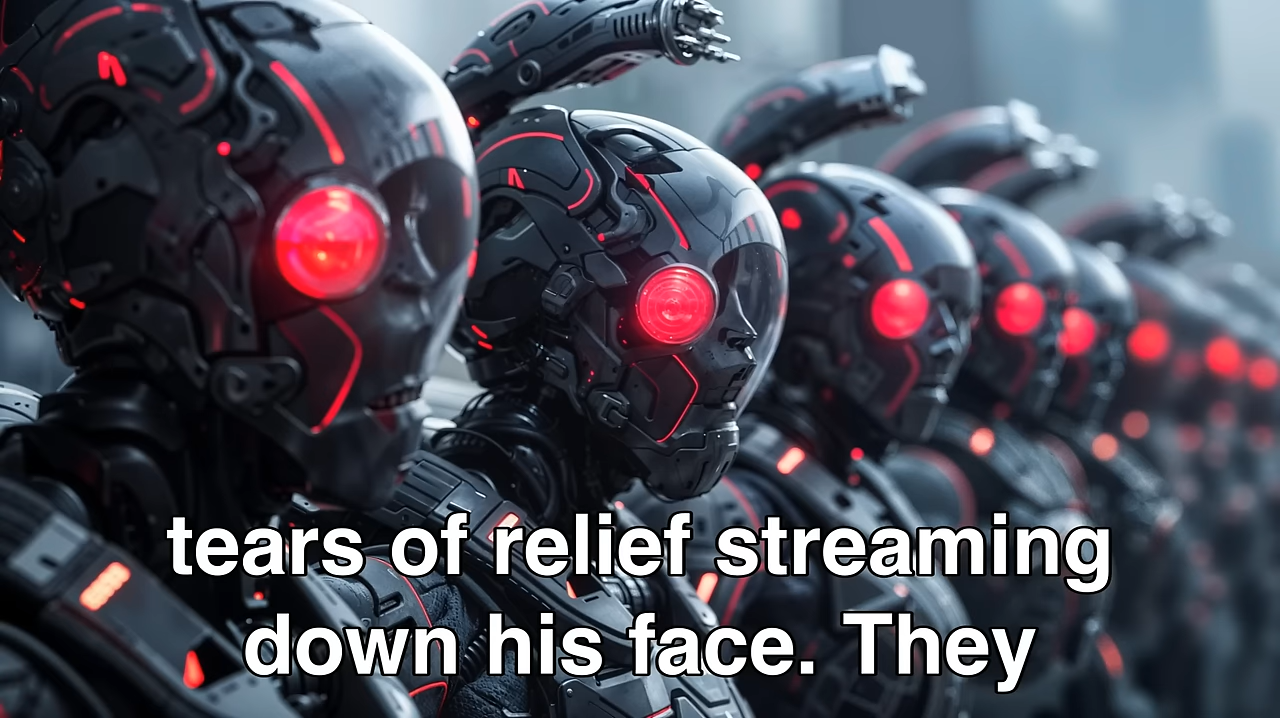 tears of relief streaming
down his face. They